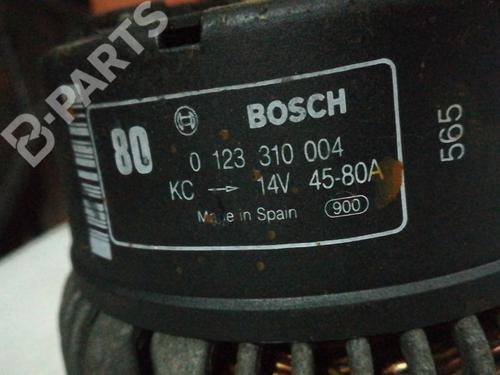 B-PARTS
80 BOSCH
0 123 310 004
KC → 14V 45-80A
Made in Spain 900
565